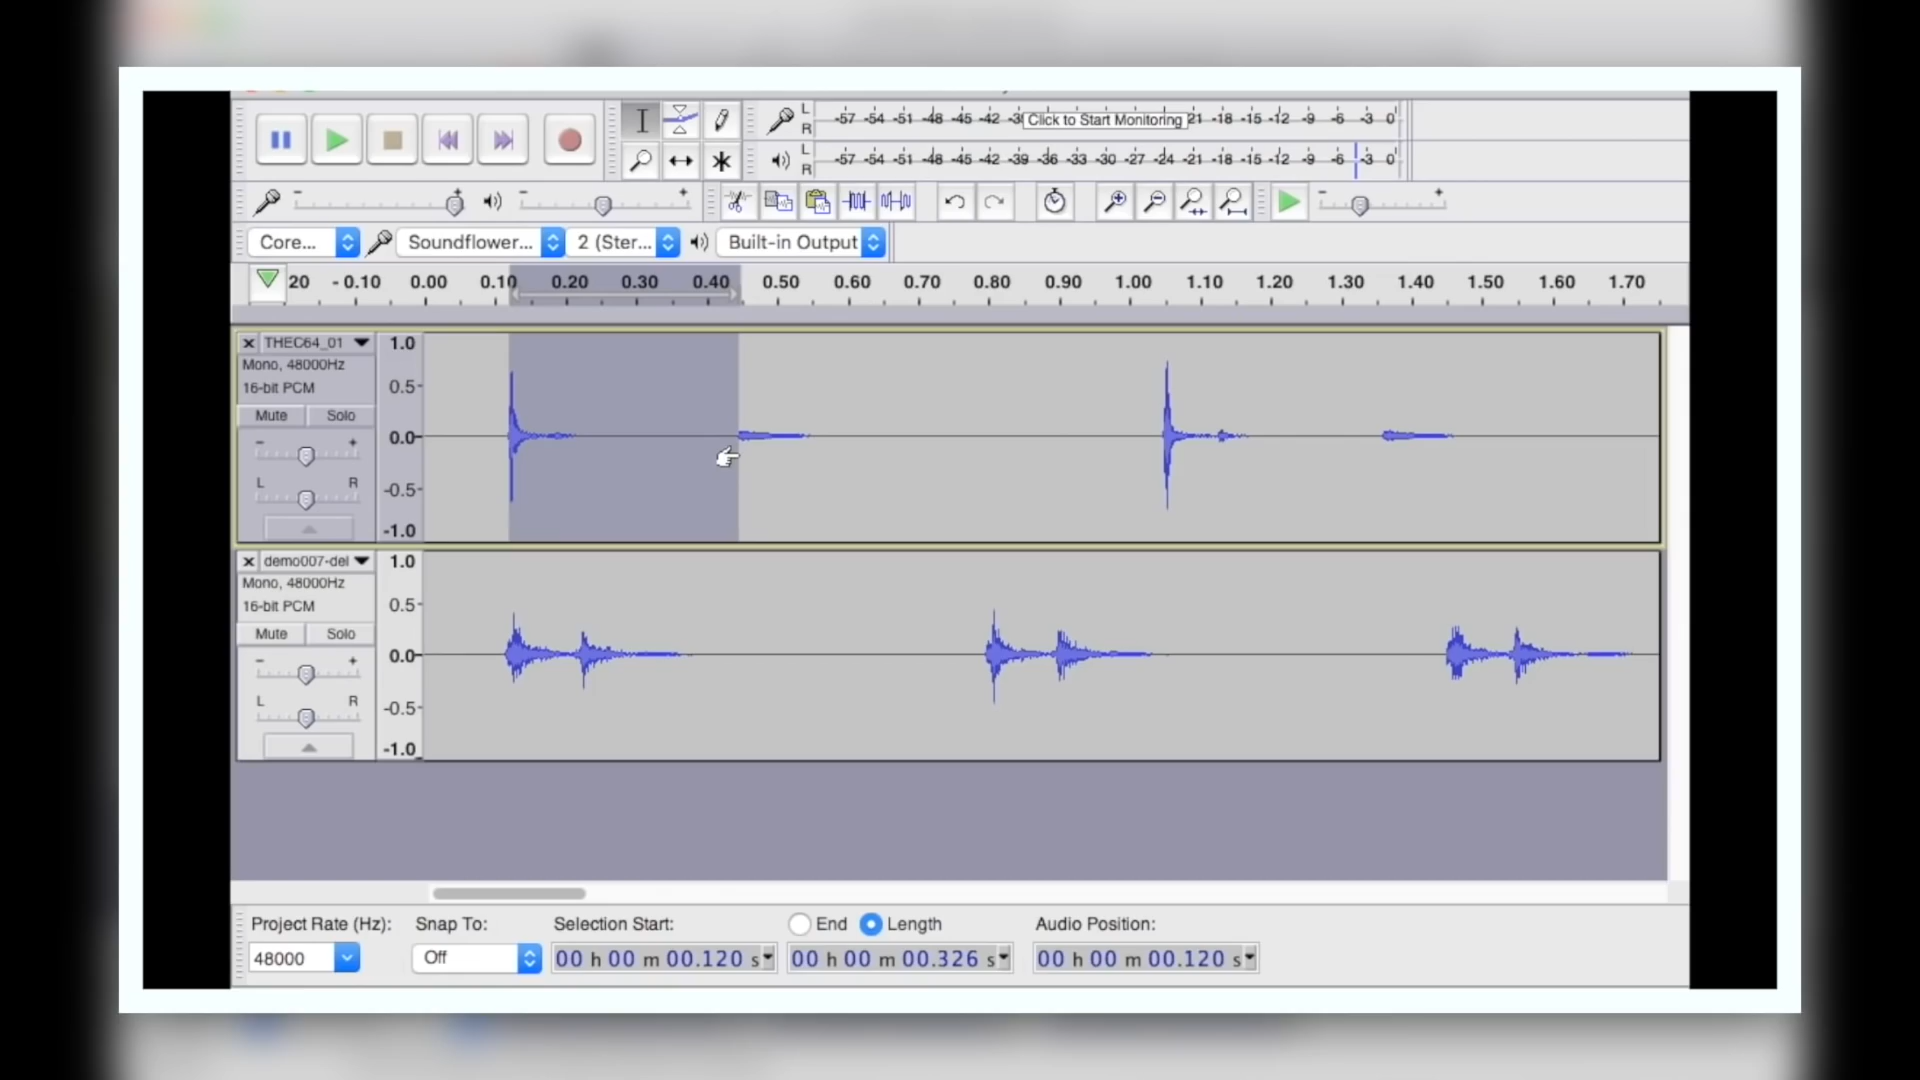 -57 -54 -51 -48 -45 -42 -3 Click to Start Monitoring 21 -18 -15 -12 -9 -6 -3 0
L
R
-57 -54 -51 -48 -45 -42 -39 -36 -33 -30 -27 -24 -21 -18 -15 -12 -9 -6 -3 0
L
R
Core... Soundflower... 2 (Ster... Built-in Output
20 -0.10 0.00 0.10 0.20 0.30 0.40 0.50 0.60 0.70 0.80 0.90 1.00 1.10 1.20 1.30 1.40 1.50 1.60 1.70
THEC64_01
Mono, 48000Hz
16-bit PCM
Mute Solo
L R
1.0
0.5
0.0
-0.5
-1.0
demo007-del
Mono, 48000Hz
16-bit PCM
Mute Solo
L R
1.0
0.5
0.0
-0.5
-1.0
Project Rate (Hz): Snap To: Selection Start: End Length Audio Position:
48000 Off 00 h 00 m 00.120 s 00 h 00 m 00.326 s 00 h 00 m 00.120 s